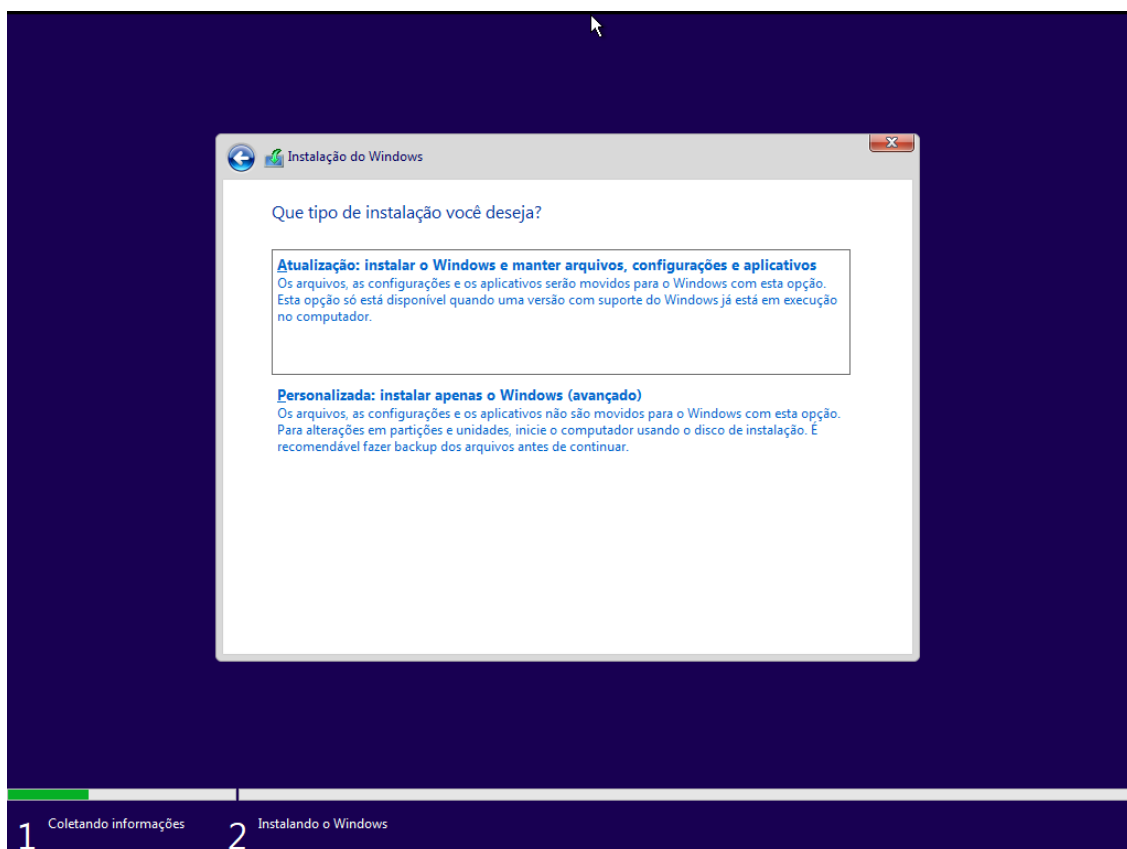 Instalação do Windows
Que tipo de instalação você deseja?
Atualização: instalar o Windows e manter arquivos, configurações e aplicativos
Os arquivos, as configurações e os aplicativos serão movidos para o Windows com esta opção.
Esta opção só está disponível quando uma versão com suporte do Windows já está em execução
no computador.
Personalizada: instalar apenas o Windows (avançado)
Os arquivos, as configurações e os aplicativos não são movidos para o Windows com esta opção.
Para alterações em partições e unidades, inicie o computador usando o disco de instalação. É
recomendável fazer backup dos arquivos antes de continuar.
1 Coletando informações
2 Instalando o Windows